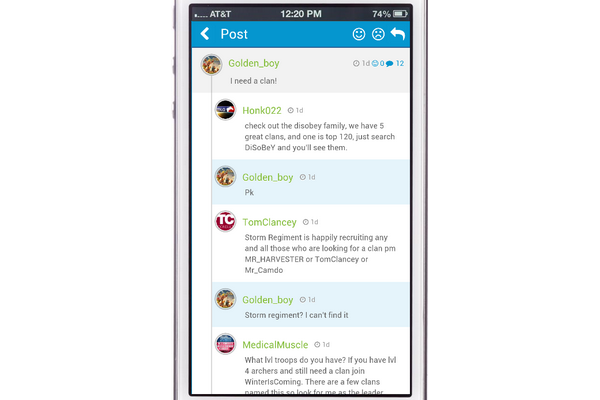 AT&T 12:20 PM 74%
Post
Golden_boy 1d 0 12
I need a clan!
Honk022 1d
check out the disobey family, we have 5
great clans, and one is top 120, just search
DiSoBeY and you'll see them.
Golden_boy 1d
Pk
TC
TomClancey 1d
Storm Regiment is happily recruiting any
and all those who are looking for a clan pm
MR_HARVESTER or TomClancey or
Mr_Camdo
Golden_boy 1d
Storm regiment? I can't find it
MedicalMuscle 1d
What lvl troops do you have? If you have lvl
4 archers and still need a clan join
WinterIsComing. There are a few clans
named this so look for me as the leader